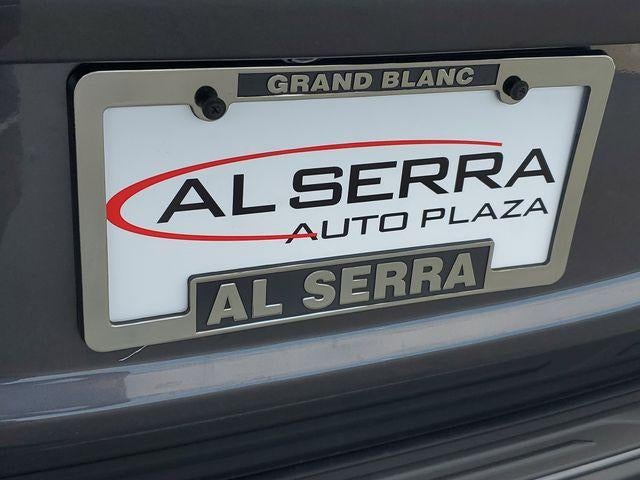 GRAND BLANC
AL SERRA
AUTO PLAZA
AL SERRA